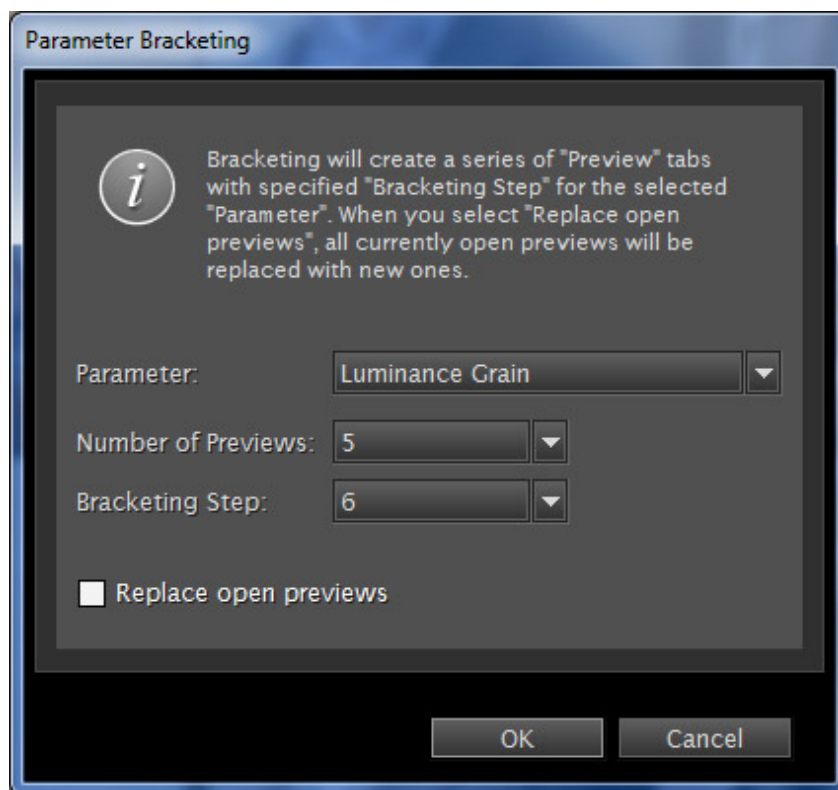 Parameter Bracketing
i
Bracketing will create a series of "Preview" tabs
with specified "Bracketing Step" for the selected
"Parameter". When you select "Replace open
previews", all currently open previews will be
replaced with new ones.
Parameter: Luminance Grain
Number of Previews: 5
Bracketing Step: 6
Replace open previews
OK Cancel